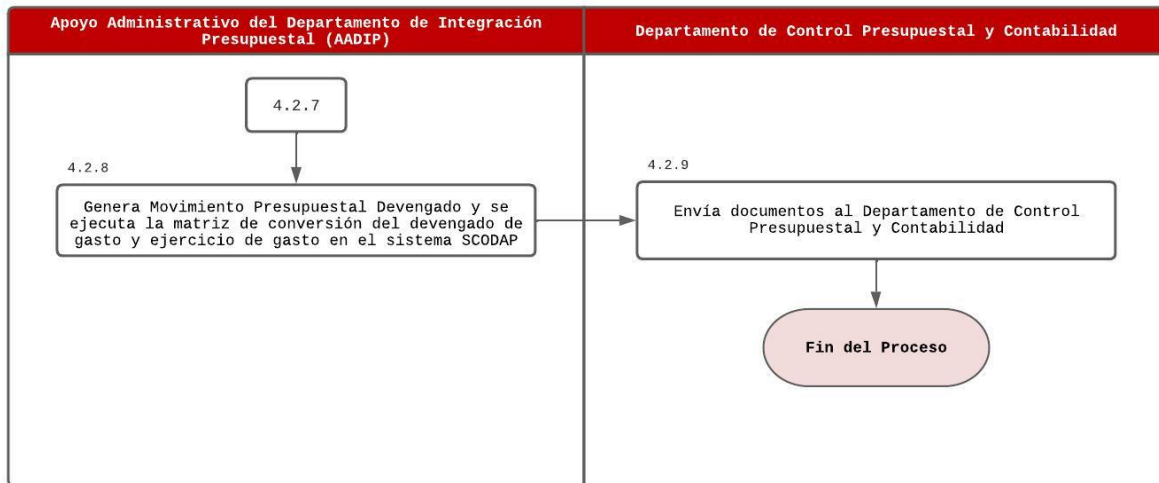 Apoyo Administrativo del Departamento de Integración
Presupuestal (AADIP)
Departamento de Control Presupuestal y Contabilidad
4.2.7
4.2.8
Genera Movimiento Presupuestal Devengado y se
ejecuta la matriz de conversión del devengado de
gasto y ejercicio de gasto en el sistema SCODAP
4.2.9
Envía documentos al Departamento de Control
Presupuestal y Contabilidad
Fin del Proceso